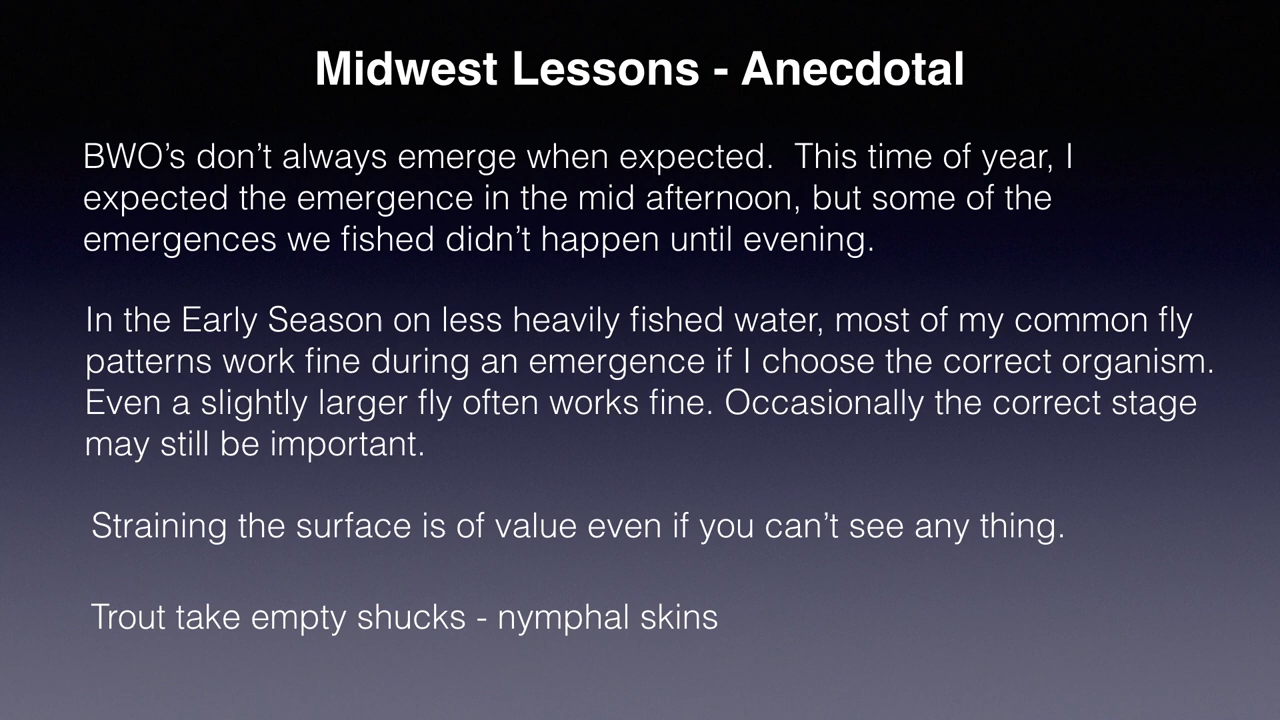 Midwest Lessons - Anecdotal
BWO’s don’t always emerge when expected.  This time of year, I
expected the emergence in the mid afternoon, but some of the
emergences we fished didn’t happen until evening.
In the Early Season on less heavily fished water, most of my common fly
patterns work fine during an emergence if I choose the correct organism.
Even a slightly larger fly often works fine. Occasionally the correct stage
may still be important.
Straining the surface is of value even if you can’t see any thing.
Trout take empty shucks - nymphal skins